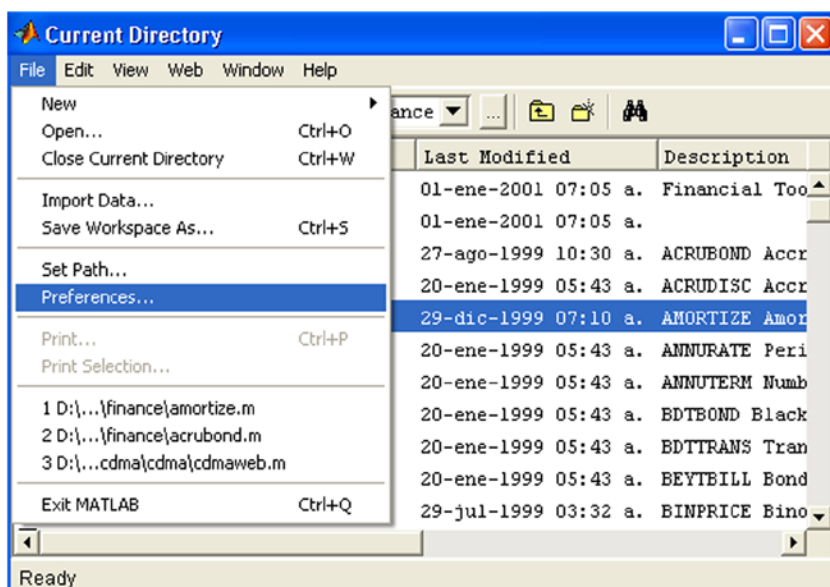 Current Directory
File Edit View Web Window Help
New
Open... Ctrl+O
Close Current Directory Ctrl+W
Import Data...
Save Workspace As... Ctrl+S
Set Path...
Preferences...
Print... Ctrl+P
Print Selection...
1 D:\...\finance\amortize.m
2 D:\...\finance\acrubond.m
3 D:\...cdma\cdma\cdmaweb.m
Exit MATLAB Ctrl+Q
ance ...
Last Modified Description
01-ene-2001 07:05 a. Financial Too
01-ene-2001 07:05 a.
27-ago-1999 10:30 a. ACRUBOND Accr
20-ene-1999 05:43 a. ACRUDISC Accr
29-dic-1999 07:10 a. AMORTIZE Amor
20-ene-1999 05:43 a. ANNURATE Peri
20-ene-1999 05:43 a. ANNUTERM Numb
20-ene-1999 05:43 a. BDTBOND Black
20-ene-1999 05:43 a. BDTTRANS Tran
20-ene-1999 05:43 a. BEYTBILL Bond
29-jul-1999 03:32 a. BINPRICE Bino
Ready